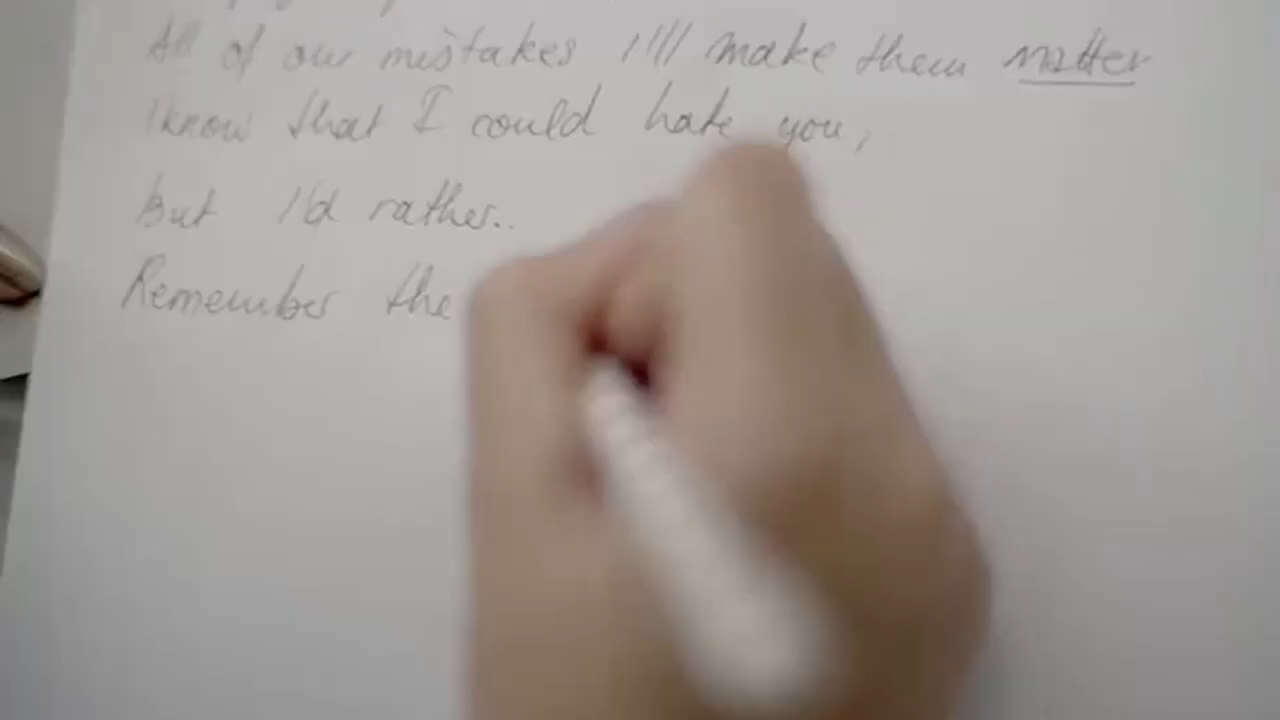 All of our mistakes I'll make them matter
I know that I could hate you,
But I'd rather..
Remember the